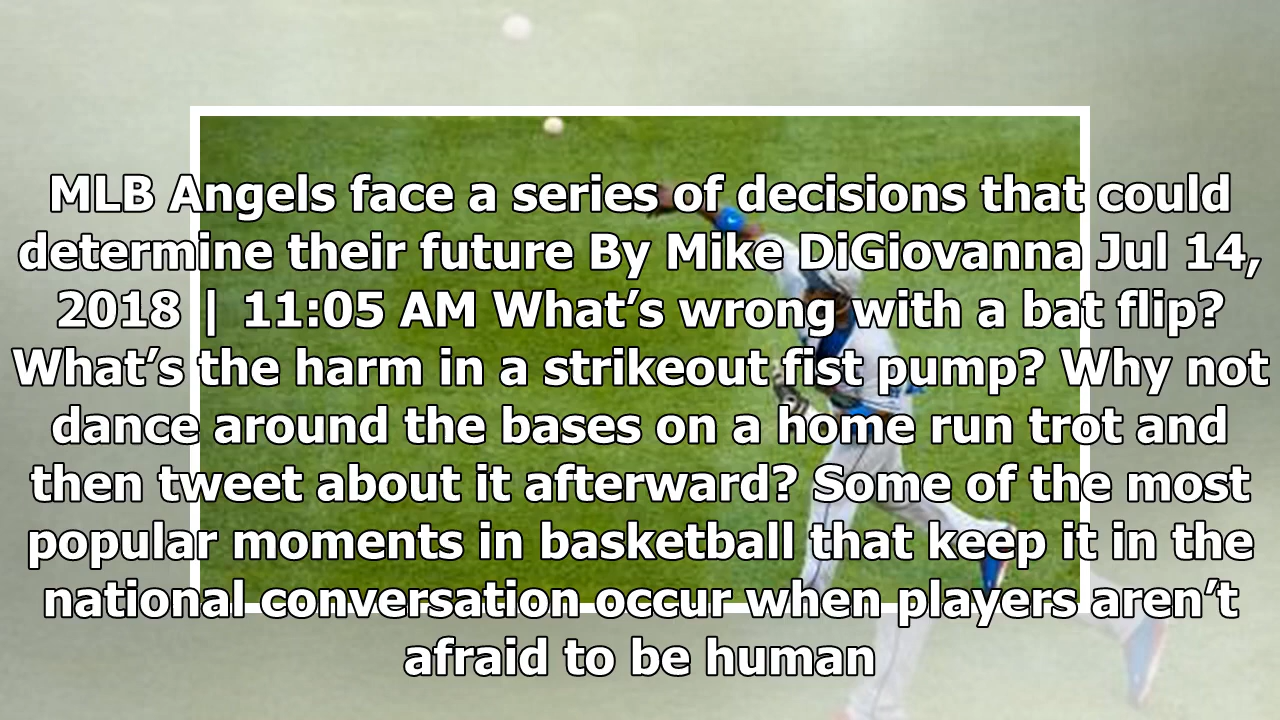 MLB Angels face a series of decisions that could
determine their future By Mike DiGiovanna Jul 14,
2018 | 11:05 AM What’s wrong with a bat flip?
What’s the harm in a strikeout fist pump? Why not
dance around the bases on a home run trot and
then tweet about it afterward? Some of the most
popular moments in basketball that keep it in the
national conversation occur when players aren’t
afraid to be human